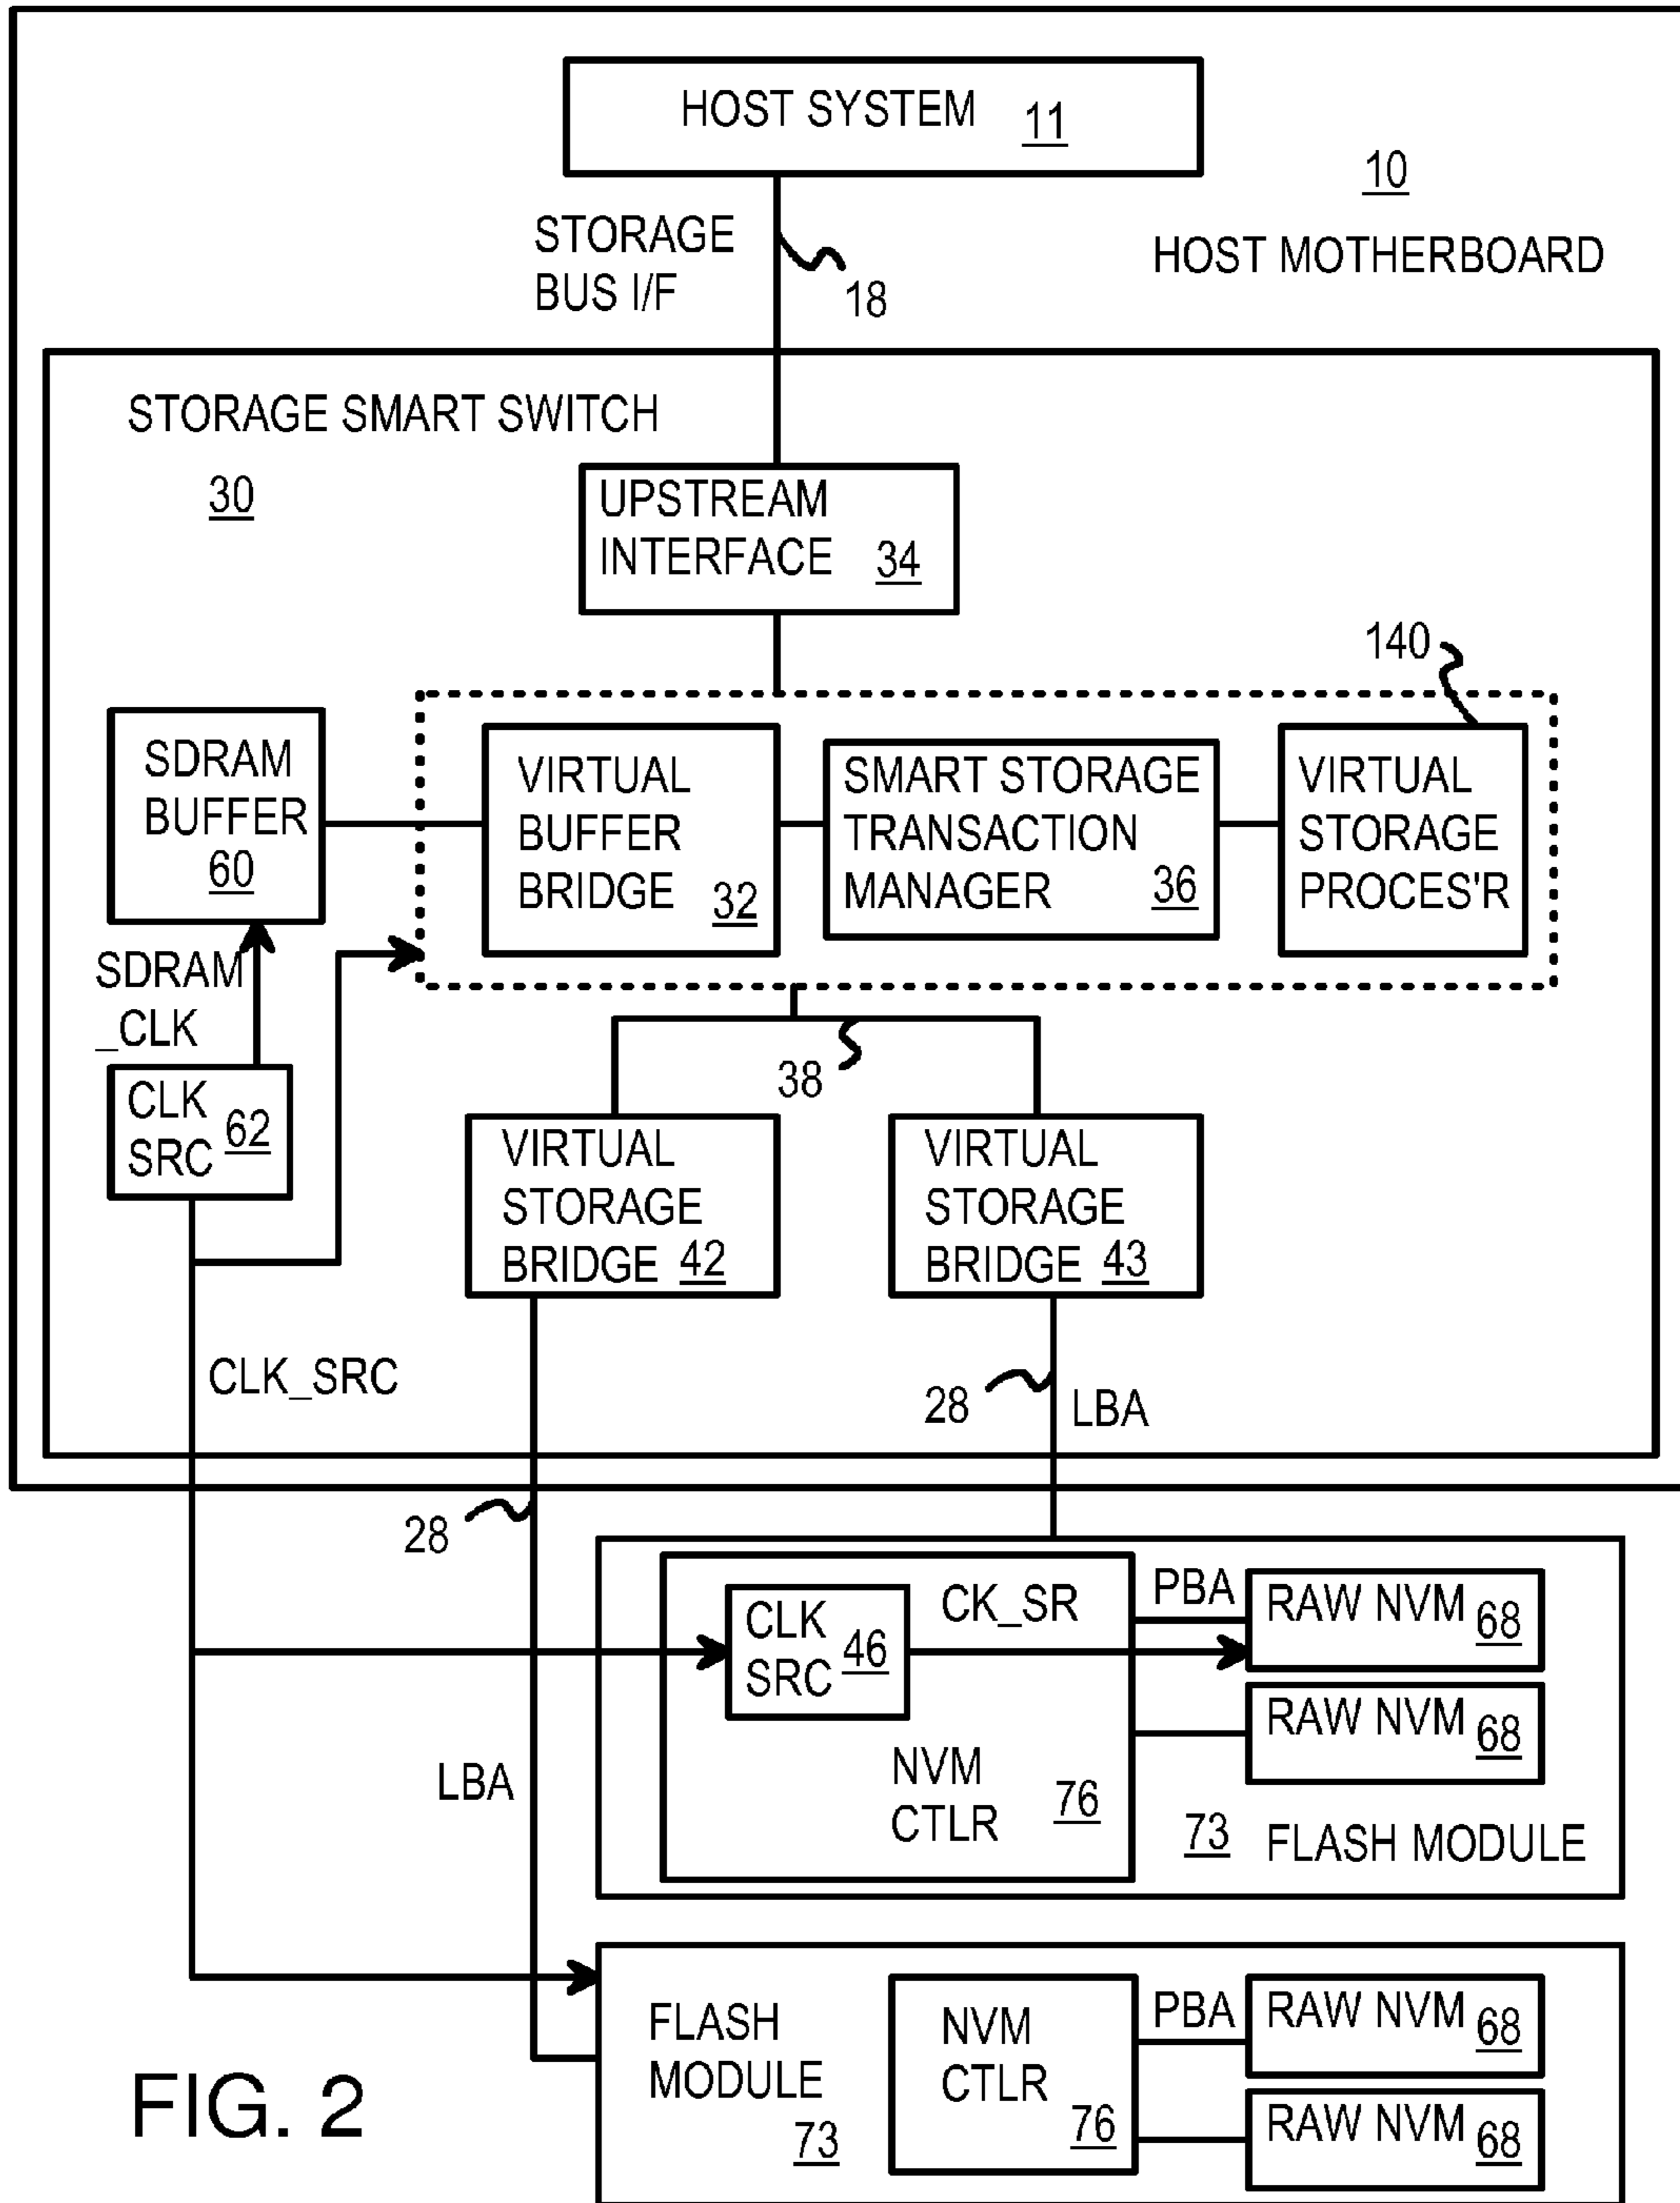 HOST SYSTEM 11
10
HOST MOTHERBOARD
STORAGE
BUS I/F
18
STORAGE SMART SWITCH
30
UPSTREAM
INTERFACE 34
140
SDRAM
BUFFER
60
VIRTUAL
BUFFER
BRIDGE 32
SMART STORAGE
TRANSACTION
MANAGER 36
VIRTUAL
STORAGE
PROCES'R
SDRAM
_CLK
38
CLK
SRC 62
VIRTUAL
STORAGE
BRIDGE 42
VIRTUAL
STORAGE
BRIDGE 43
CLK_SRC
28
LBA
28
LBA
CLK
SRC 46
CK_SR
PBA
RAW NVM 68
RAW NVM 68
NVM
CTLR 76
73 FLASH MODULE
FLASH
MODULE
73
NVM
CTLR
76
PBA
RAW NVM 68
RAW NVM 68
FIG. 2